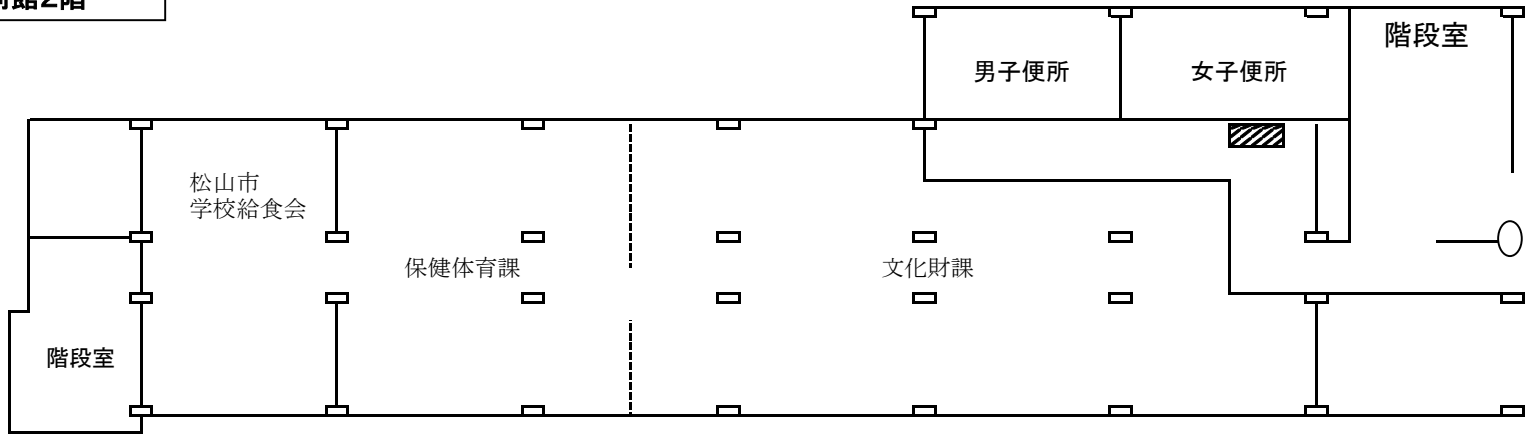 館2階
階段室
男子便所
女子便所
松山市
学校給食会
保健体育課
文化財課
階段室